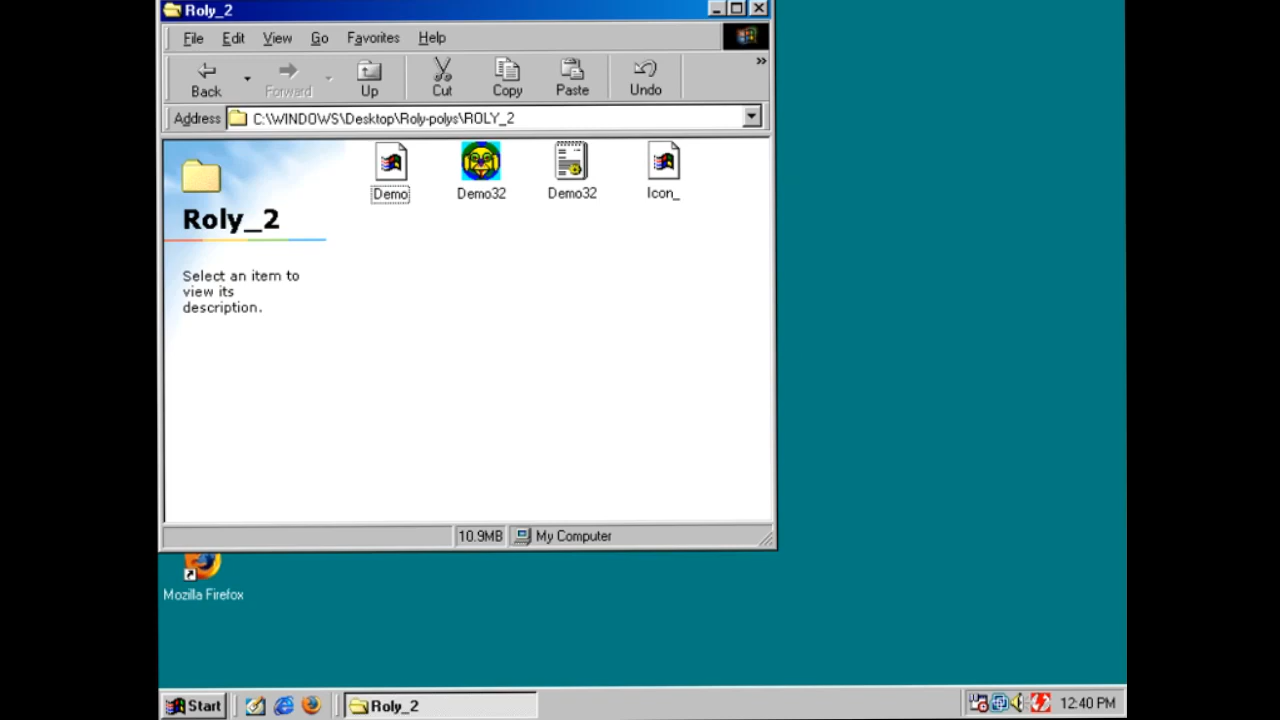 Roly_2
File Edit View Go Favorites Help
Back Forward Up Cut Copy Paste Undo
Address C:\WINDOWS\Desktop\Roly-polys\ROLY_2
Demo Demo32 Demo32 Icon_
Roly_2
Select an item to
view its
description.
10.9MB My Computer
Mozilla Firefox
Start Roly_2 12:40 PM